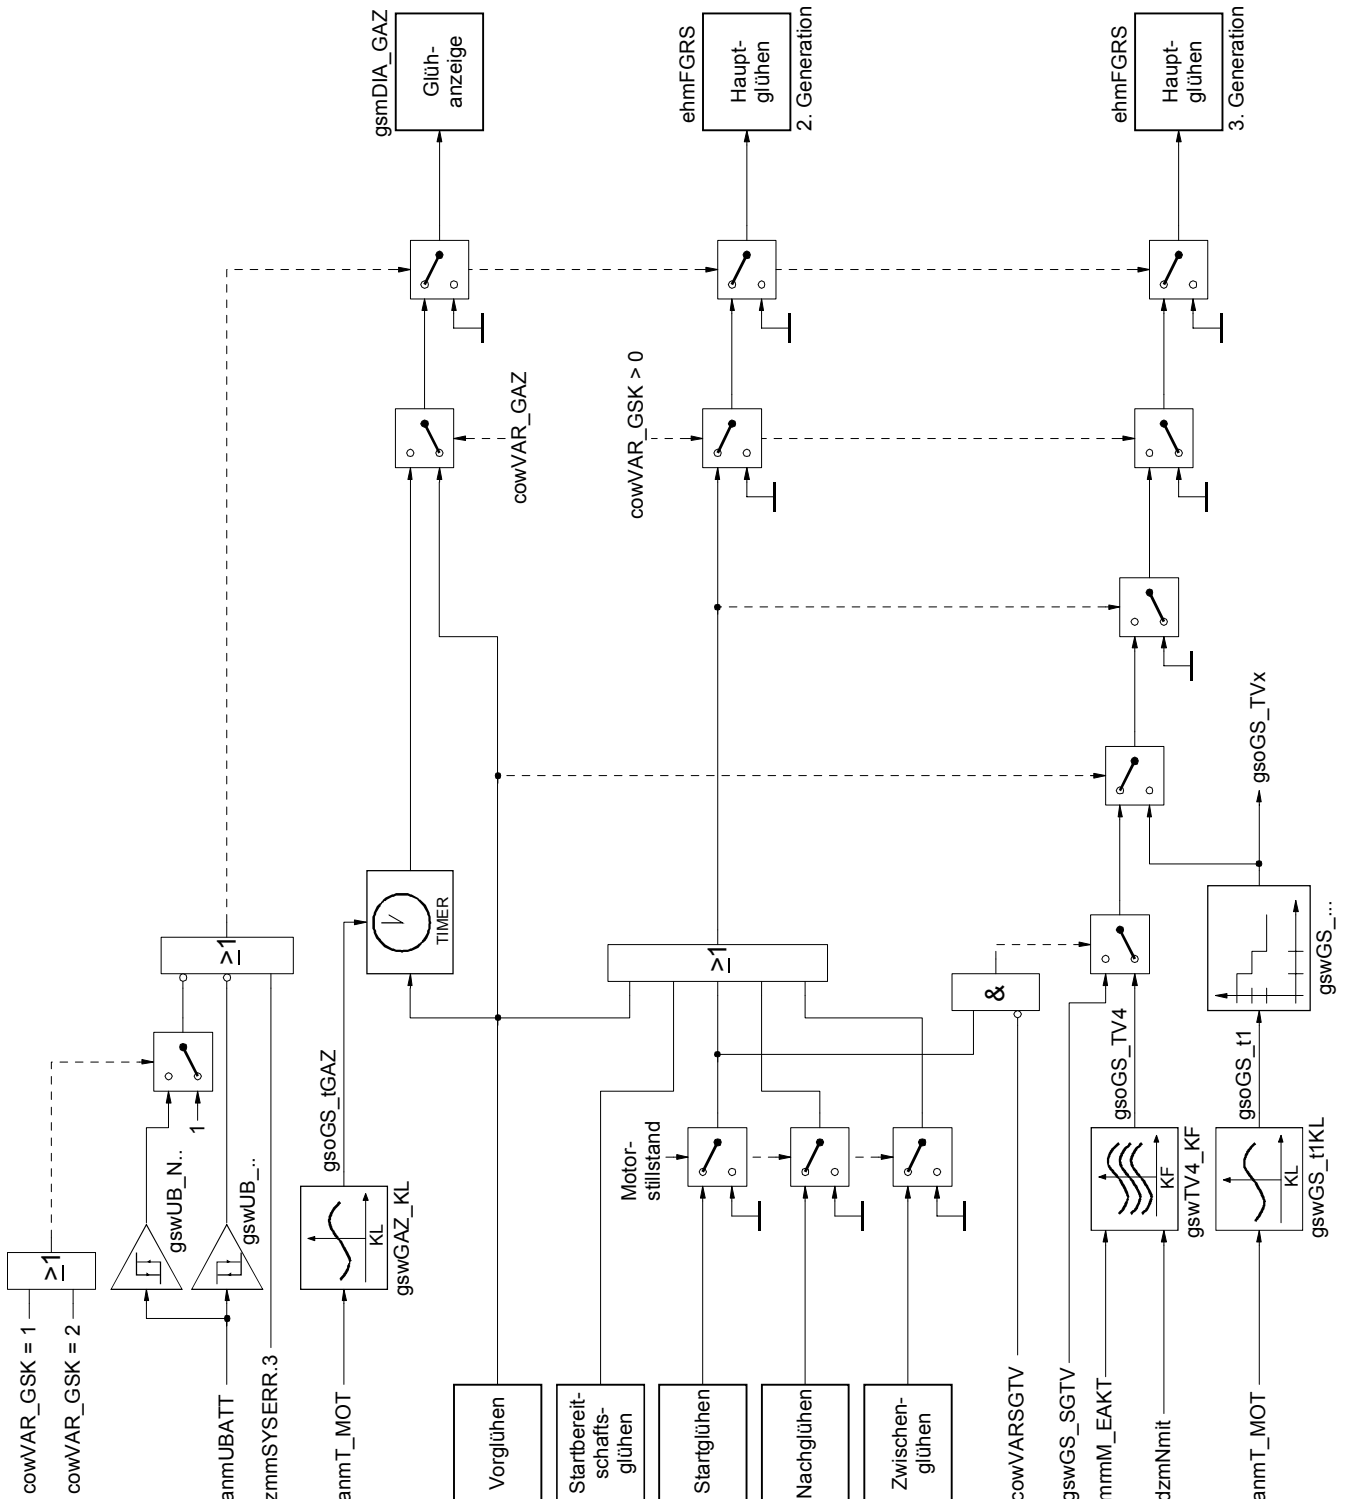 cowVAR_GSK = 1
cowVAR_GSK = 2
≥1
anmUBATT
zmmSYSERR.3
gswUB_N..
gswUB_..
1
≥1
anmT_MOT
KL
gswGAZ_KL
gsoGS_tGAZ
TIMER
cowVAR_GAZ
gsmDIA_GAZ
Glüh-
anzeige
Vorglühen
Startbereit-
schafts-
glühen
Startglühen
Nachglühen
Zwischen-
glühen
Motor-
stillstand
≥1
cowVAR_GSK > 0
ehmFGRS
Haupt-
glühen
2. Generation
cowVARSGTV
&
gswGS_SGTV
mrmM_EAKT
dzmNmit
KF
gswTV4_KF
gsoGS_TV4
anmT_MOT
KL
gswGS_t1KL
gsoGS_t1
gswGS_...
gsoGS_TVx
ehmFGRS
Haupt-
glühen
3. Generation